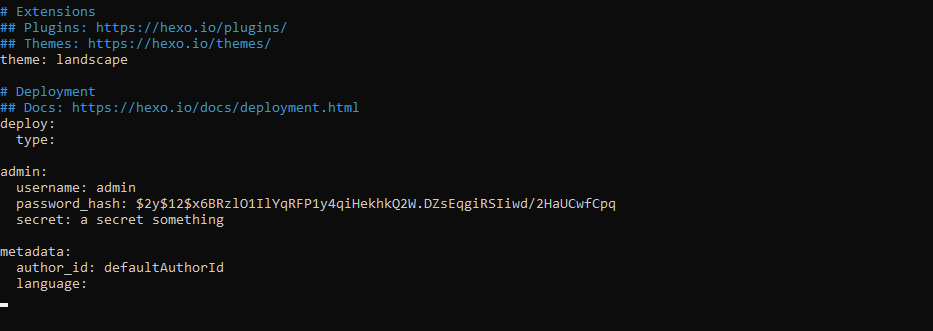 # Extensions
## Plugins: https://hexo.io/plugins/
## Themes: https://hexo.io/themes/
theme: landscape
# Deployment
## Docs: https://hexo.io/docs/deployment.html
deploy:
  type:
admin:
  username: admin
  password_hash: $2y$12$x6BRzlO1IlYqRFP1y4qiHekhkQ2W.DZsEqgiRSIiwd/2HaUCwfCpq
  secret: a secret something
metadata:
  author_id: defaultAuthorId
  language: